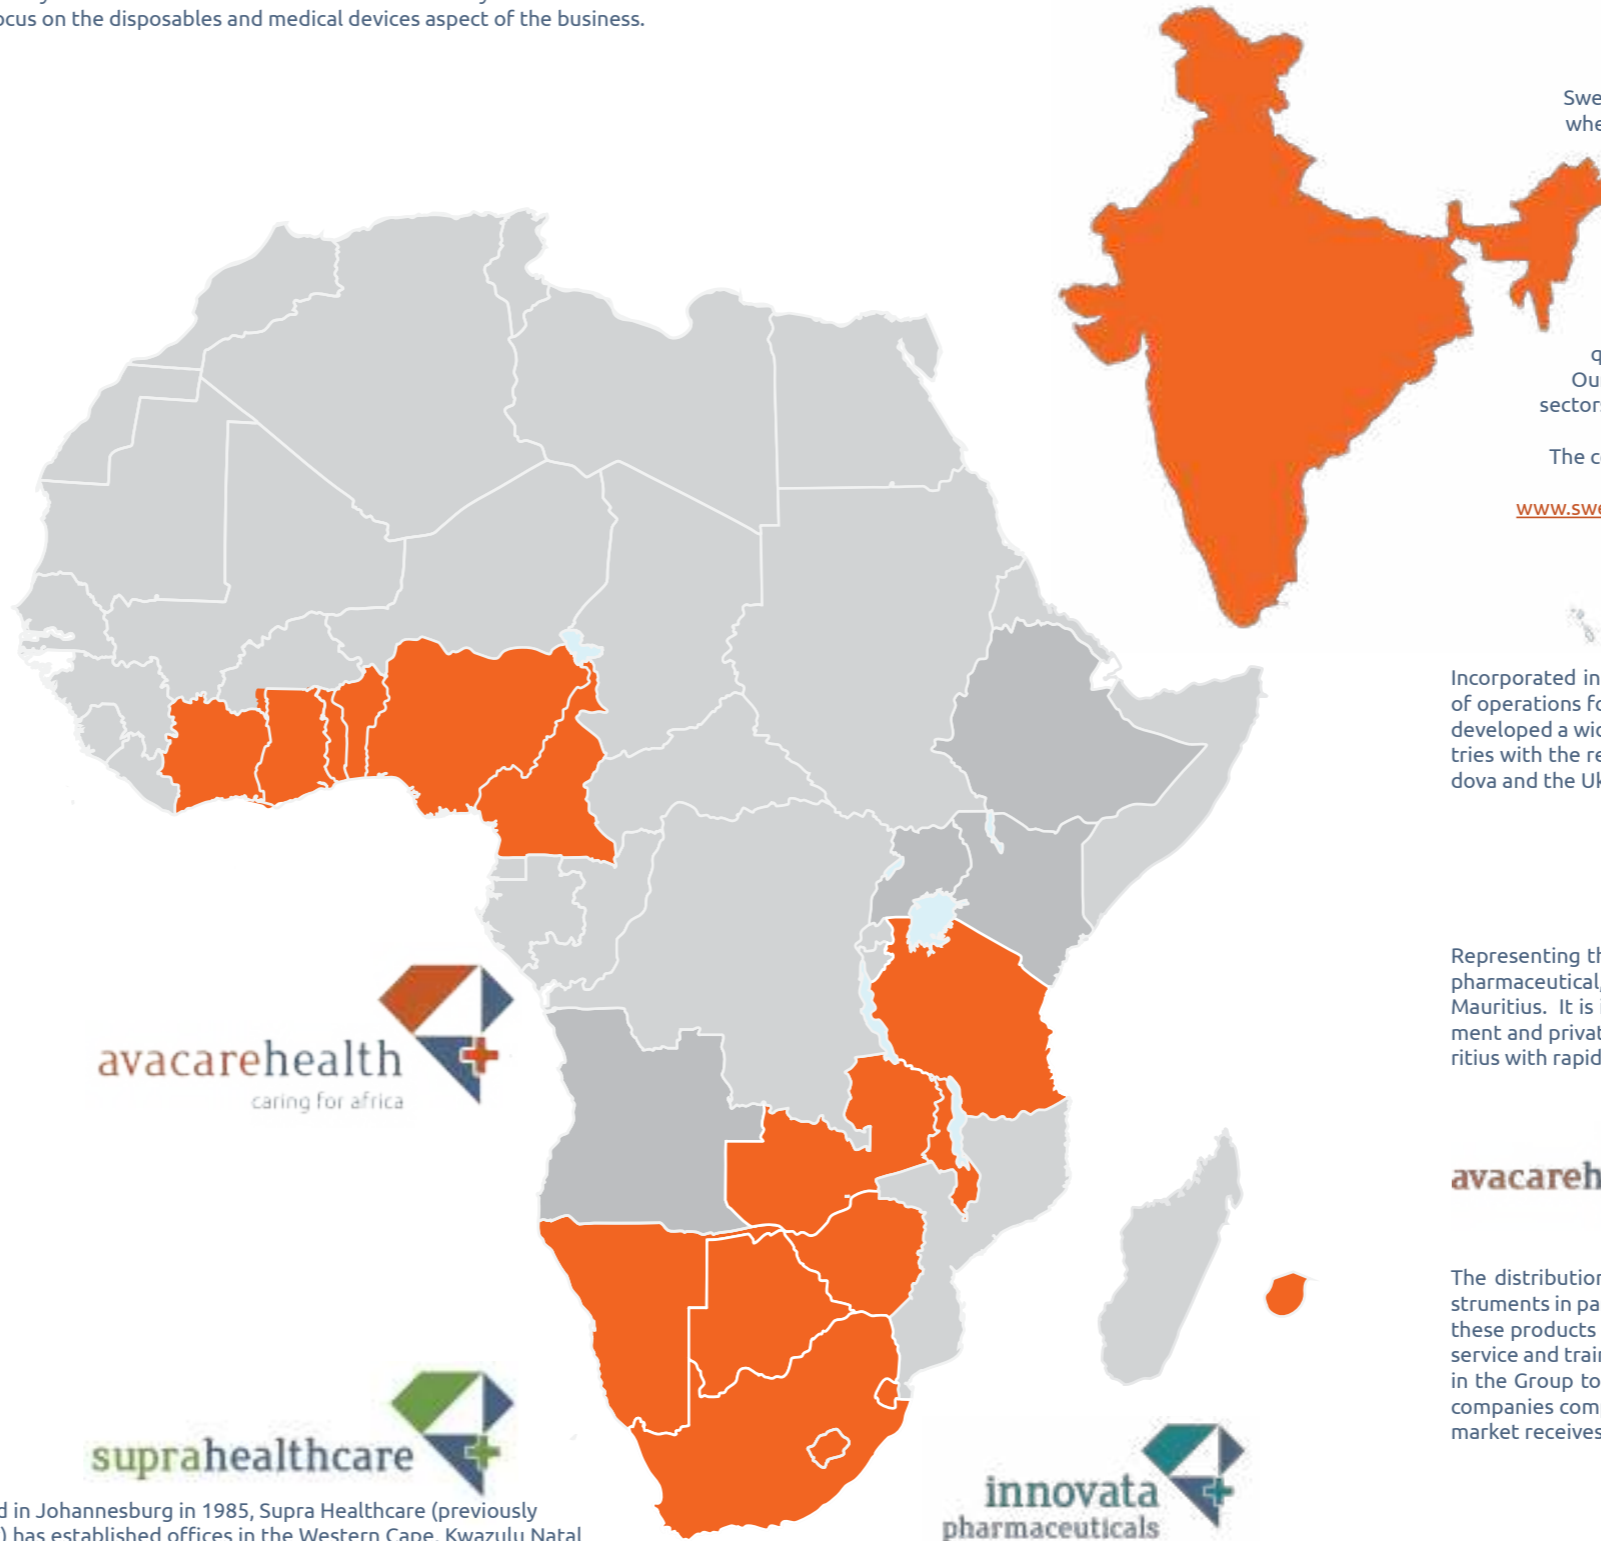 ocus on the disposables and medical devices aspect of the business.
Swe
whe
q
Ou
sectors
The c
www.swe
Incorporated in
of operations fo
developed a wid
tries with the re
dova and the Uk
Representing th
pharmaceutical,
Mauritius. It is i
ment and privat
ritius with rapid
avacarehealth
caring for africa
avacareh
The distribution
struments in pa
these products
service and train
in the Group to
companies com
market receives
suprahealthcare
d in Johannesburg in 1985, Supra Healthcare (previously
) has established offices in the Western Cape, Kwazulu Natal
innovata
pharmaceuticals